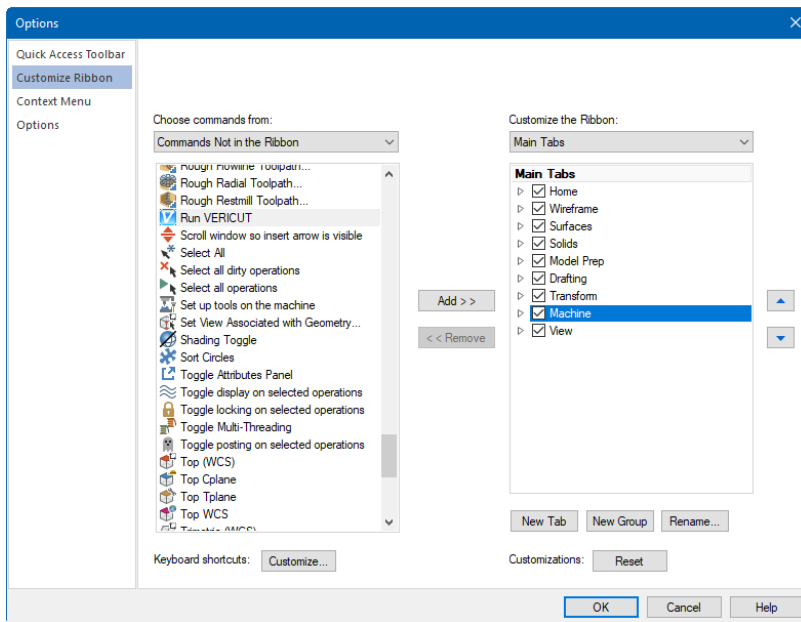 Options
Quick Access Toolbar
Customize Ribbon
Context Menu
Options
Choose commands from:
Commands Not in the Ribbon
Rough Flowline Toolpath...
Rough Radial Toolpath...
Rough Restmill Toolpath...
Run VERICUT
Scroll window so insert arrow is visible
Select All
Select all dirty operations
Select all operations
Set up tools on the machine
Set View Associated with Geometry...
Shading Toggle
Sort Circles
Toggle Attributes Panel
Toggle display on selected operations
Toggle locking on selected operations
Toggle Multi-Threading
Toggle posting on selected operations
Top (WCS)
Top Cplane
Top Tplane
Top WCS
Trimetric (WCS)
Keyboard shortcuts:
Customize...
Add > >
< < Remove
Customize the Ribbon:
Main Tabs
Main Tabs
Home
Wireframe
Surfaces
Solids
Model Prep
Drafting
Transform
Machine
View
New Tab
New Group
Rename...
Customizations:
Reset
OK
Cancel
Help